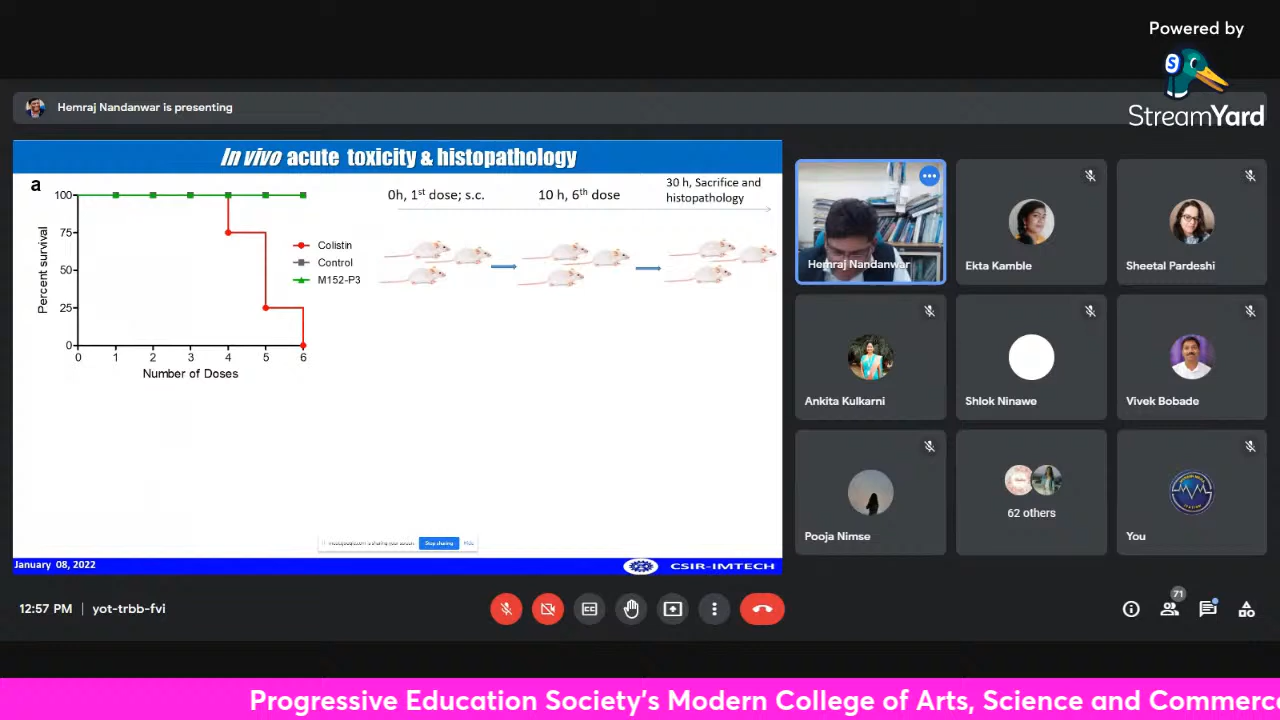 Powered by
StreamYard
Hemraj Nandanwar is presenting
In vivo acute toxicity & histopathology
a
100
75
50
25
0
Percent survival
0 1 2 3 4 5 6
Number of Doses
Colistin
Control
M152-P3
0h, 1st dose; s.c.
10 h, 6th dose
30 h, Sacrifice and
histopathology
Stop sharing
Hide
January 08, 2022
CSIR-IMTECH
Hemraj Nandanwar
Ekta Kamble
Sheetal Pardeshi
Ankita Kulkarni
Shlok Ninawe
Vivek Bobade
Pooja Nimse
62 others
You
12:57 PM | yot-trbb-fvi
71
Progressive Education Society's Modern College of Arts, Science and Commerc